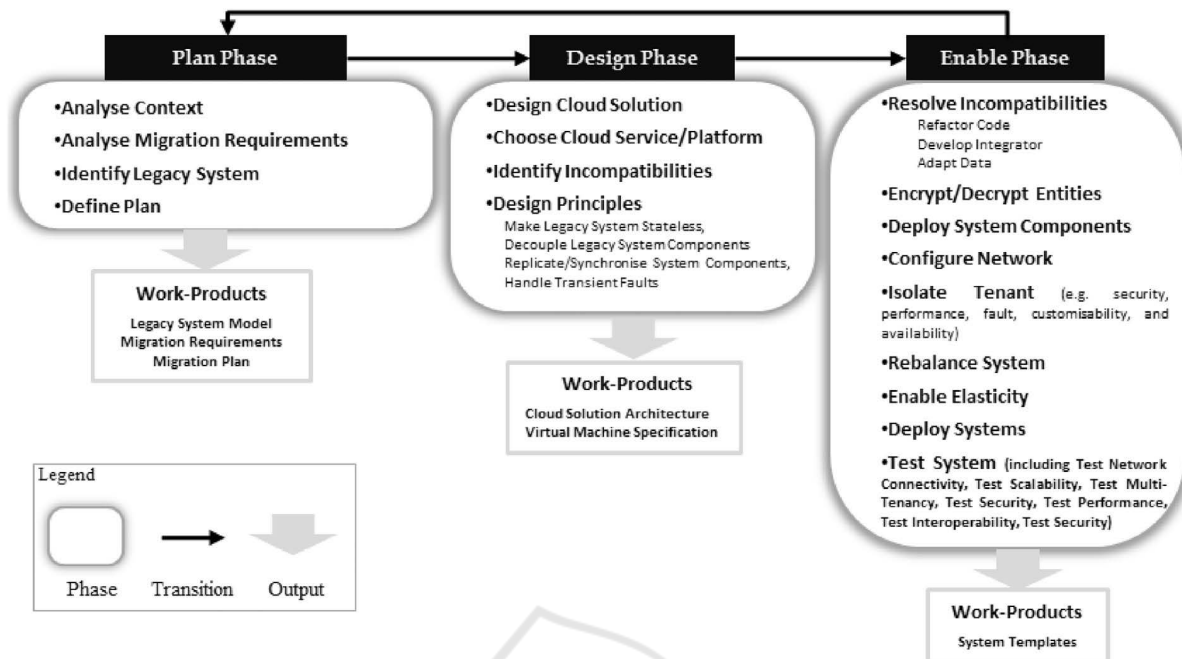 Plan Phase
•Analyse Context
•Analyse Migration Requirements
•Identify Legacy System
•Define Plan
Work-Products
Legacy System Model
Migration Requirements
Migration Plan
Design Phase
•Design Cloud Solution
•Choose Cloud Service/Platform
•Identify Incompatibilities
•Design Principles
Make Legacy System Stateless,
Decouple Legacy System Components
Replicate/Synchronise System Components,
Handle Transient Faults
Work-Products
Cloud Solution Architecture
Virtual Machine Specification
Enable Phase
•Resolve Incompatibilities
Refactor Code
Develop Integrator
Adapt Data
•Encrypt/Decrypt Entities
•Deploy System Components
•Configure Network
•Isolate Tenant (e.g. security,
performance, fault, customisability, and
availability)
•Rebalance System
•Enable Elasticity
•Deploy Systems
•Test System (including Test Network
Connectivity, Test Scalability, Test Multi-
Tenancy, Test Security, Test Performance,
Test Interoperability, Test Security)
Work-Products
System Templates
Legend
Phase Transition Output